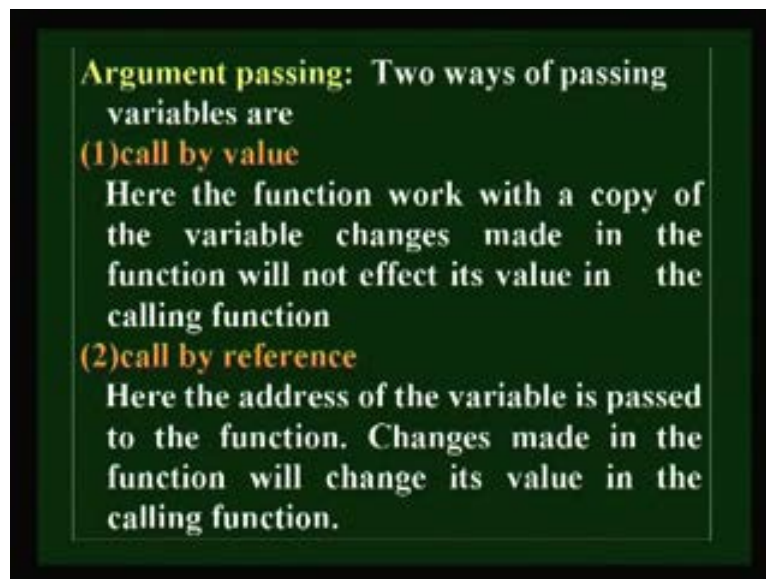 Argument passing: Two ways of passing
variables are
(1)call by value
Here the function work with a copy of
the variable changes made in the
function will not effect its value in the
calling function
(2)call by reference
Here the address of the variable is passed
to the function. Changes made in the
function will change its value in the
calling function.